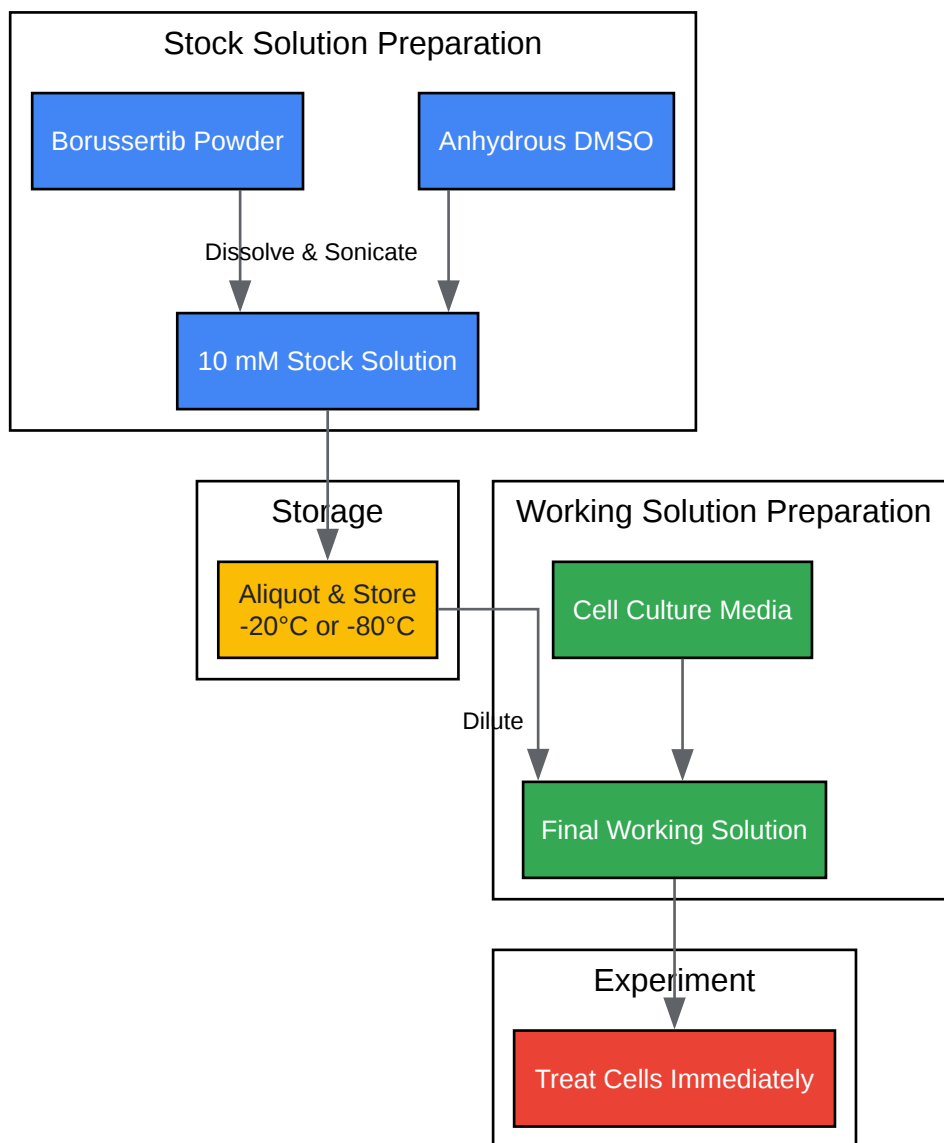 Stock Solution Preparation
Borussertib Powder
Anhydrous DMSO
Dissolve & Sonicate
10 mM Stock Solution
Storage
Aliquot & Store
-20°C or -80°C
Working Solution Preparation
Cell Culture Media
Dilute
Final Working Solution
Experiment
Treat Cells Immediately